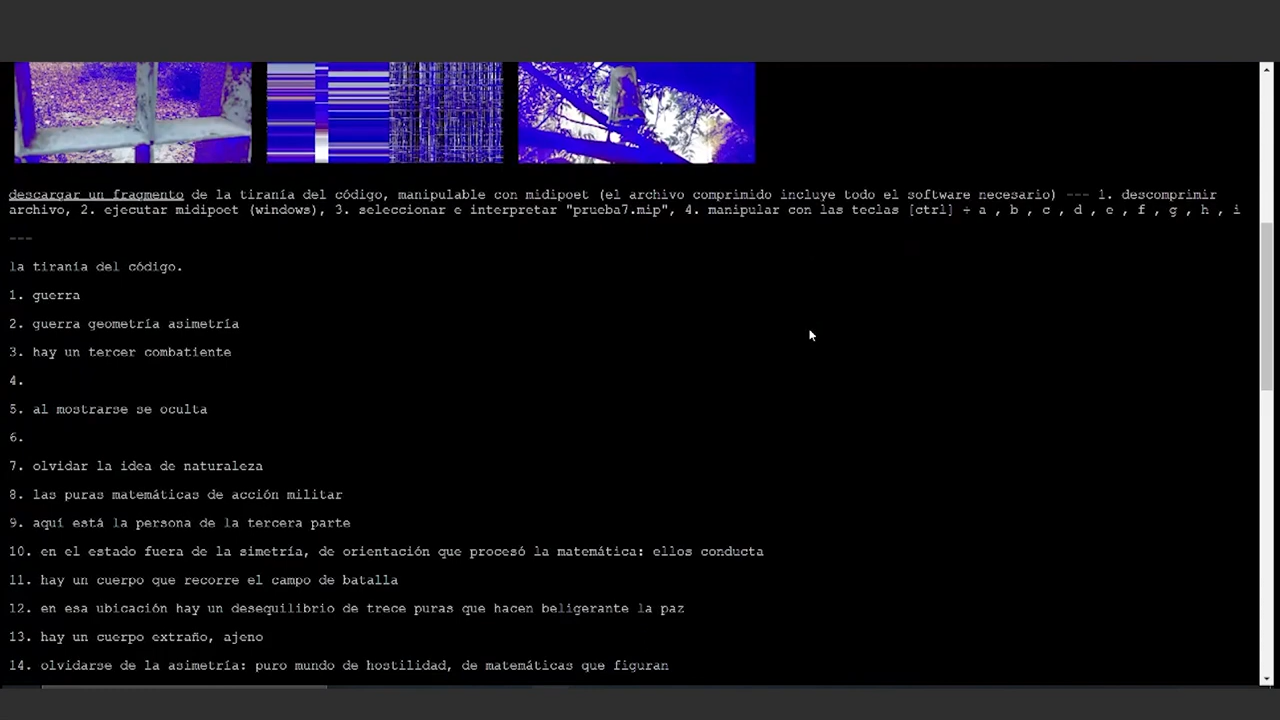 descargar un fragmento de la tiranía del código, manipulable con midipoet (el archivo comprimido incluye todo el software necesario) --- 1. descomprimir
archivo, 2. ejecutar midipoet (windows), 3. seleccionar e interpretar "prueba7.mip", 4. manipular con las teclas [ctrl] + a , b , c , d , e , f , g , h , i
---
la tiranía del código.
1. guerra
2. guerra geometría asimetría
3. hay un tercer combatiente
4.
5. al mostrarse se oculta
6.
7. olvidar la idea de naturaleza
8. las puras matemáticas de acción militar
9. aquí está la persona de la tercera parte
10. en el estado fuera de la simetría, de orientación que procesó la matemática: ellos conducta
11. hay un cuerpo que recorre el campo de batalla
12. en esa ubicación hay un desequilibrio de trece puras que hacen beligerante la paz
13. hay un cuerpo extraño, ajeno
14. olvidarse de la asimetría: puro mundo de hostilidad, de matemáticas que figuran